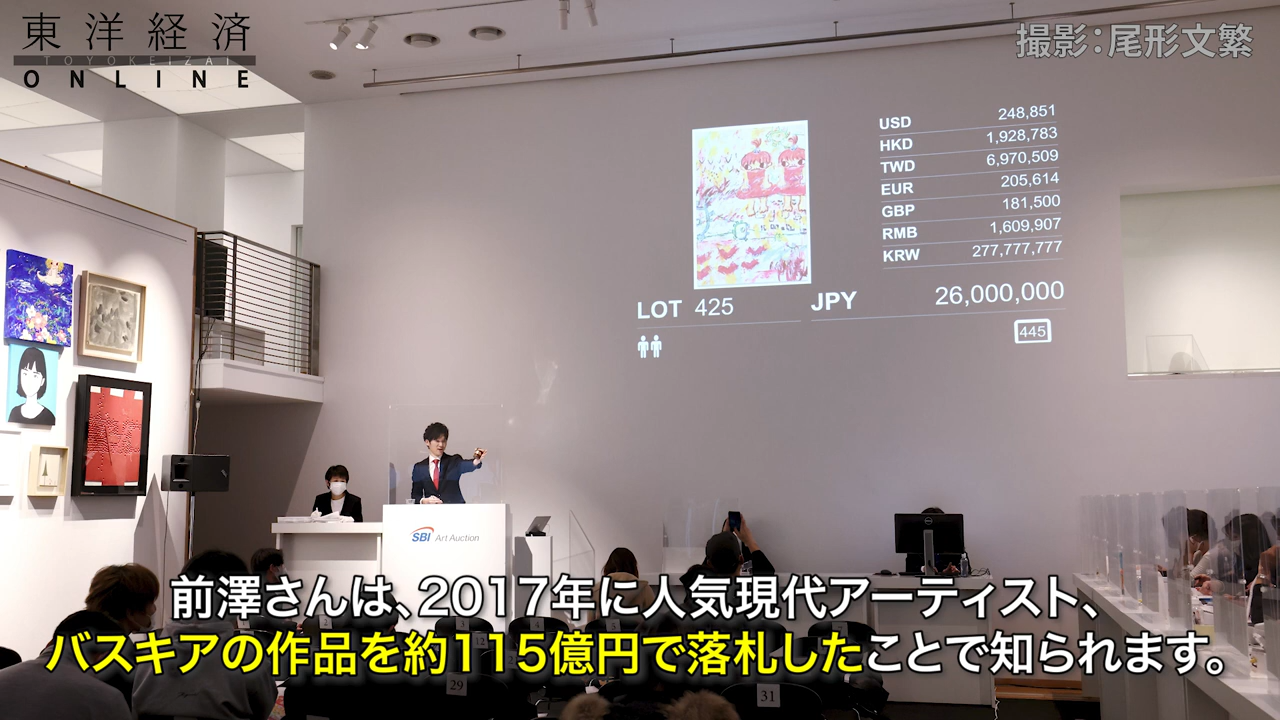 東洋経済
TOYOKEIZAI
ONLINE
撮影：尾形文繁
USD 248,851
HKD 1,928,783
TWD 6,970,509
EUR 205,614
GBP 181,500
RMB 1,609,907
KRW 277,777,777
LOT 425
JPY 26,000,000
445
SBI Art Auction
前澤さんは、2017年に人気現代アーティスト、
バスキアの作品を約115億円で落札したことで知られます。
29
31